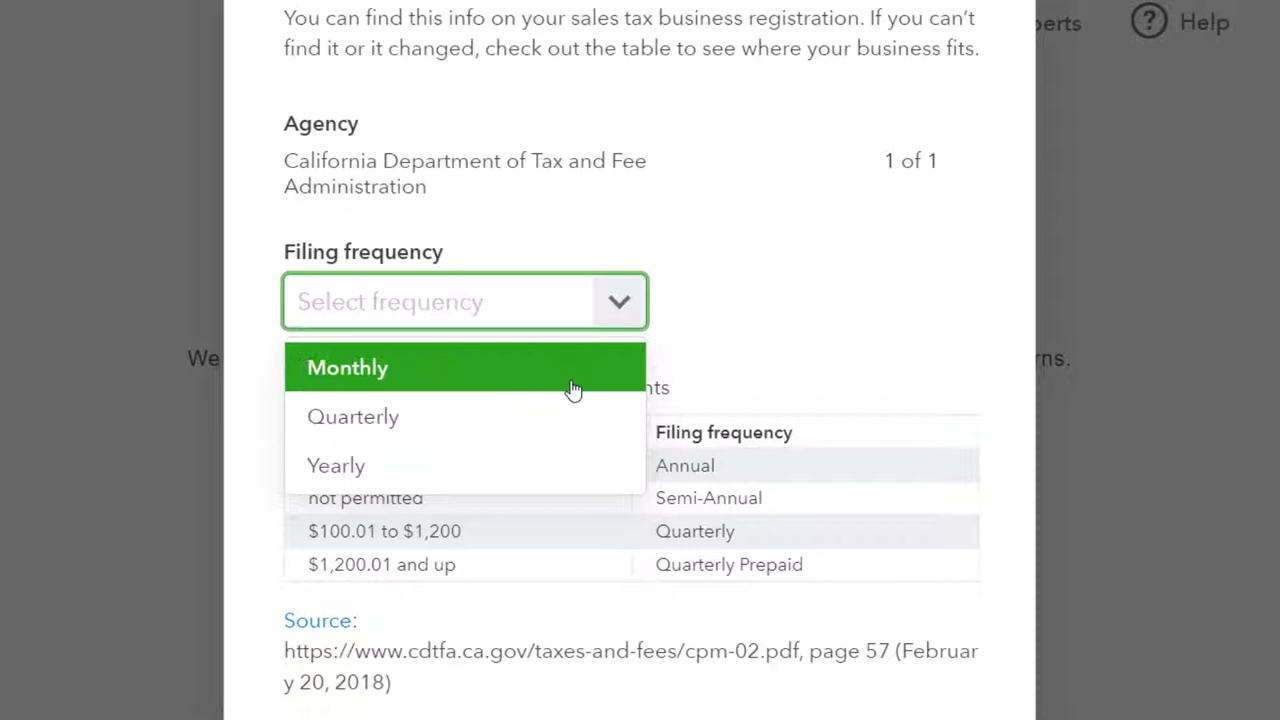 You can find this info on your sales tax business registration. If you can't
find it or it changed, check out the table to see where your business fits.
perts
Help
Agency
California Department of Tax and Fee
Administration
1 of 1
Filing frequency
Select frequency
We
rns.
Monthly
nts
Quarterly
Filing frequency
Yearly
Annual
not permitted
Semi-Annual
$100.01 to $1,200
Quarterly
$1,200.01 and up
Quarterly Prepaid
Source:
https://www.cdtfa.ca.gov/taxes-and-fees/cpm-02.pdf, page 57 (Februar
y 20, 2018)